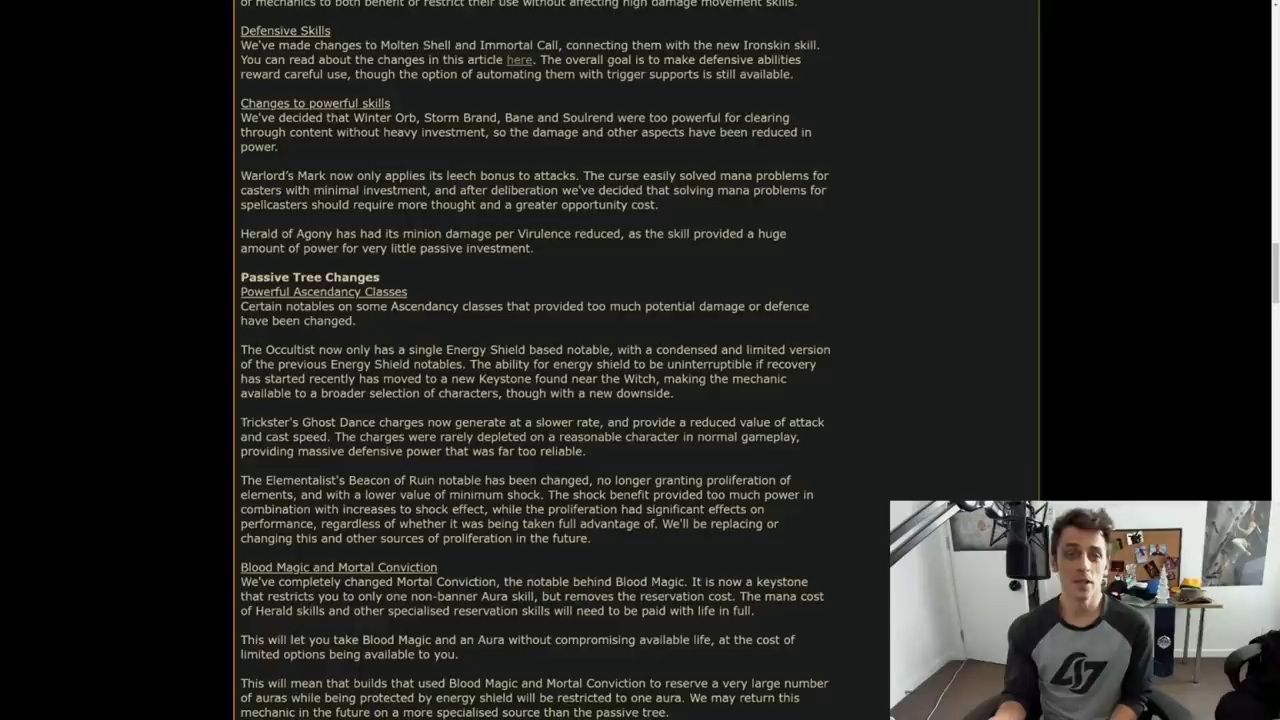 of mechanics to both benefit or restrict their use without affecting high damage movement skills.
Defensive Skills
We've made changes to Molten Shell and Immortal Call, connecting them with the new Ironskin skill.
You can read about the changes in this article here. The overall goal is to make defensive abilities
reward careful use, though the option of automating them with trigger supports is still available.
Changes to powerful skills
We've decided that Winter Orb, Storm Brand, Bane and Soulrend were too powerful for clearing
through content without heavy investment, so the damage and other aspects have been reduced in
power.
Warlord's Mark now only applies its leech bonus to attacks. The curse easily solved mana problems for
casters with minimal investment, and after deliberation we've decided that solving mana problems for
spellcasters should require more thought and a greater opportunity cost.
Herald of Agony has had its minion damage per Virulence reduced, as the skill provided a huge
amount of power for very little passive investment.
Passive Tree Changes
Powerful Ascendancy Classes
Certain notables on some Ascendancy classes that provided too much potential damage or defence
have been changed.
The Occultist now only has a single Energy Shield based notable, with a condensed and limited version
of the previous Energy Shield notables. The ability for energy shield to be uninterruptible if recovery
has started recently has moved to a new Keystone found near the Witch, making the mechanic
available to a broader selection of characters, though with a new downside.
Trickster's Ghost Dance charges now generate at a slower rate, and provide a reduced value of attack
and cast speed. The charges were rarely depleted on a reasonable character in normal gameplay,
providing massive defensive power that was far too reliable.
The Elementalist's Beacon of Ruin notable has been changed, no longer granting proliferation of
elements, and with a lower value of minimum shock. The shock benefit provided too much power in
combination with increases to shock effect, while the proliferation had significant effects on
performance, regardless of whether it was being taken full advantage of. We'll be replacing or
changing this and other sources of proliferation in the future.
Blood Magic and Mortal Conviction
We've completely changed Mortal Conviction, the notable behind Blood Magic. It is now a keystone
that restricts you to only one non-banner Aura skill, but removes the reservation cost. The mana cost
of Herald skills and other specialised reservation skills will need to be paid with life in full.
This will let you take Blood Magic and an Aura without compromising available life, at the cost of
limited options being available to you.
This will mean that builds that used Blood Magic and Mortal Conviction to reserve a very large number
of auras while being protected by energy shield will be restricted to one aura. We may return this
mechanic in the future on a more specialised source than the passive tree.